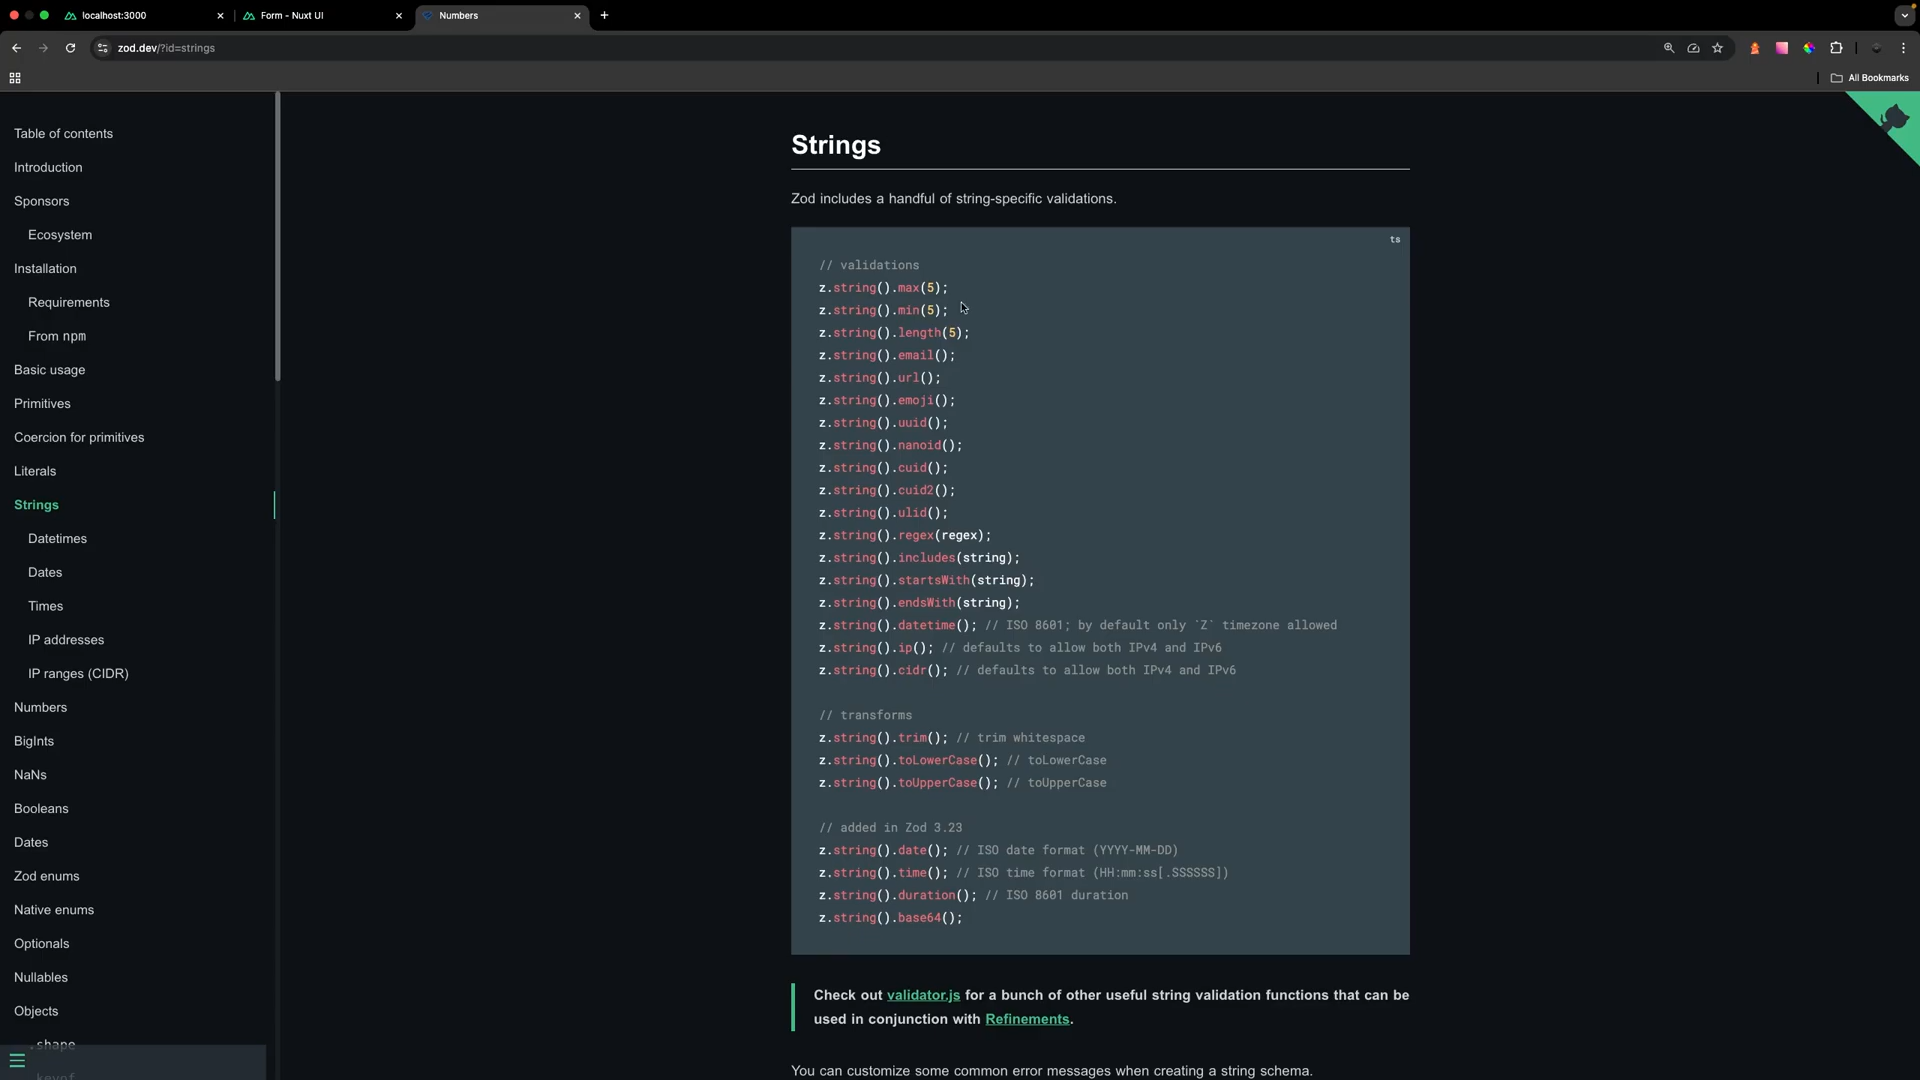 localhost:3000
Form - Nuxt UI
Numbers
zod.dev/?id=strings
All Bookmarks
Table of contents
Introduction
Sponsors
Ecosystem
Installation
Requirements
From npm
Basic usage
Primitives
Coercion for primitives
Literals
Strings
Datetimes
Dates
Times
IP addresses
IP ranges (CIDR)
Numbers
BigInts
NaNs
Booleans
Dates
Zod enums
Native enums
Optionals
Nullables
Objects
.shape
.keyof
Strings
Zod includes a handful of string-specific validations.
ts
// validations
z.string().max(5);
z.string().min(5);
z.string().length(5);
z.string().email();
z.string().url();
z.string().emoji();
z.string().uuid();
z.string().nanoid();
z.string().cuid();
z.string().cuid2();
z.string().ulid();
z.string().regex(regex);
z.string().includes(string);
z.string().startsWith(string);
z.string().endsWith(string);
z.string().datetime(); // ISO 8601; by default only `Z` timezone allowed
z.string().ip(); // defaults to allow both IPv4 and IPv6
z.string().cidr(); // defaults to allow both IPv4 and IPv6
// transforms
z.string().trim(); // trim whitespace
z.string().toLowerCase(); // toLowerCase
z.string().toUpperCase(); // toUpperCase
// added in Zod 3.23
z.string().date(); // ISO date format (YYYY-MM-DD)
z.string().time(); // ISO time format (HH:mm:ss[.SSSSSS])
z.string().duration(); // ISO 8601 duration
z.string().base64();
Check out validator.js for a bunch of other useful string validation functions that can be
used in conjunction with Refinements.
You can customize some common error messages when creating a string schema.